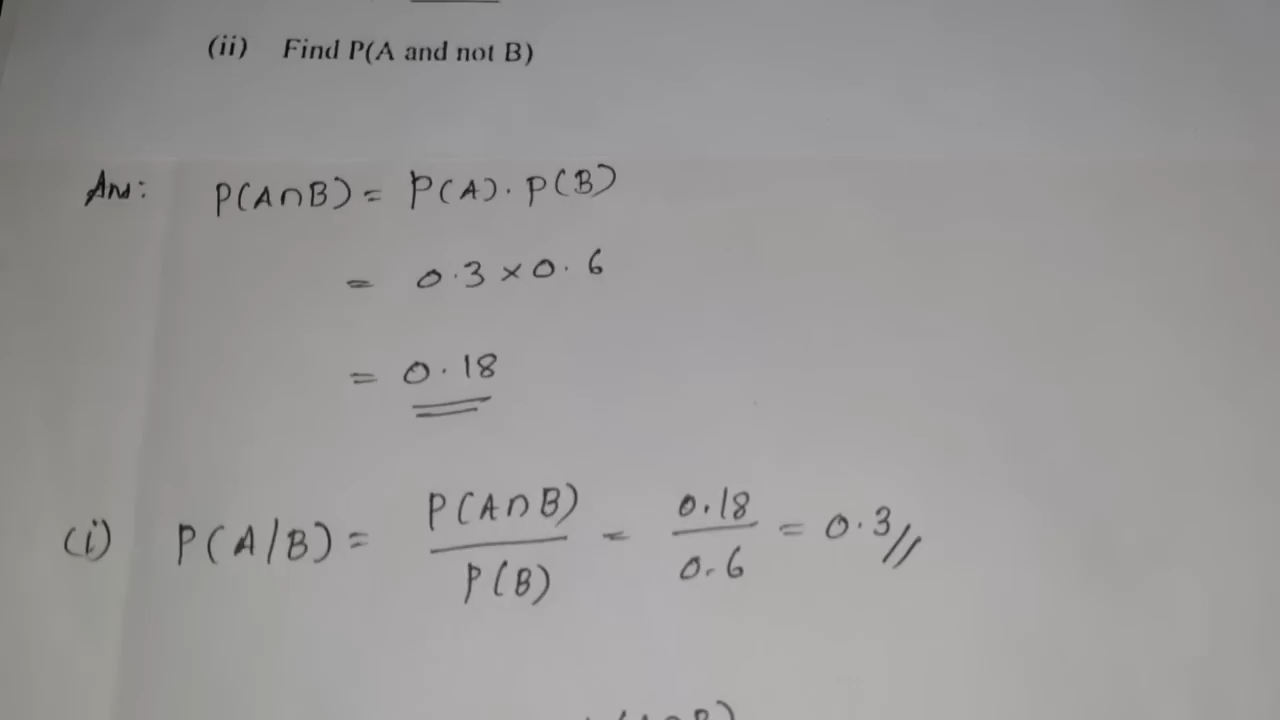 (ii) Find P(A and not B)
Ans: P(A∩B) = P(A). P(B)
= 0.3 × 0.6
= 0.18
(i) P(A/B) = P(A∩B) / P(B) = 0.18 / 0.6 = 0.3//